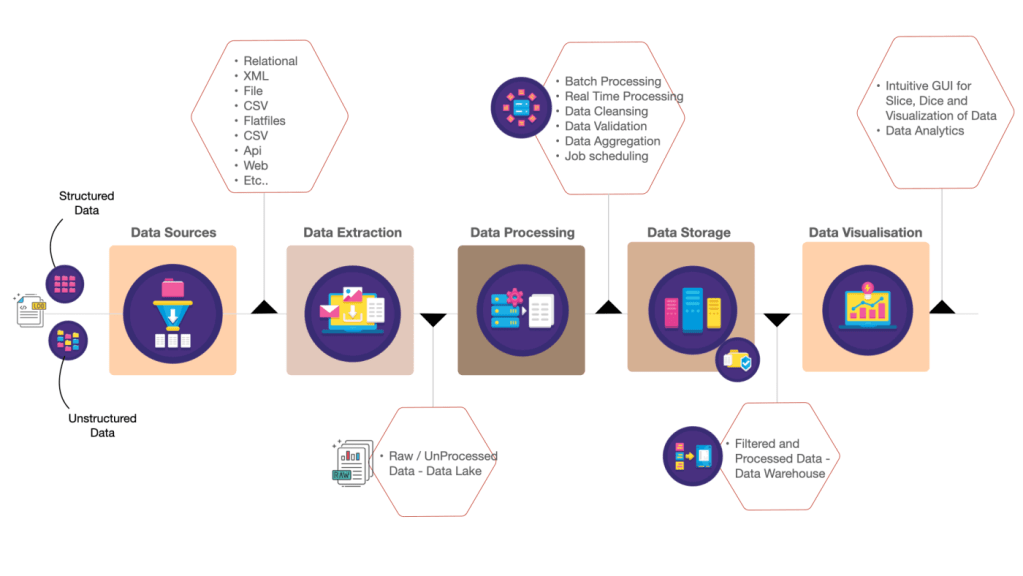 • Relational
• XML
• File
• CSV
• Flatfiles
• CSV
• Api
• Web
• Etc..
• Batch Processing
• Real Time Processing
• Data Cleansing
• Data Validation
• Data Aggregation
• Job scheduling
• Intuitive GUI for
Slice, Dice and
Visualization of Data
• Data Analytics
Structured
Data
Data Sources
Data Extraction
Data Processing
Data Storage
Data Visualisation
LOG
Unstructured
Data
• Raw / UnProcessed
Data - Data Lake
RAW
• Filtered and
Processed Data -
Data Warehouse